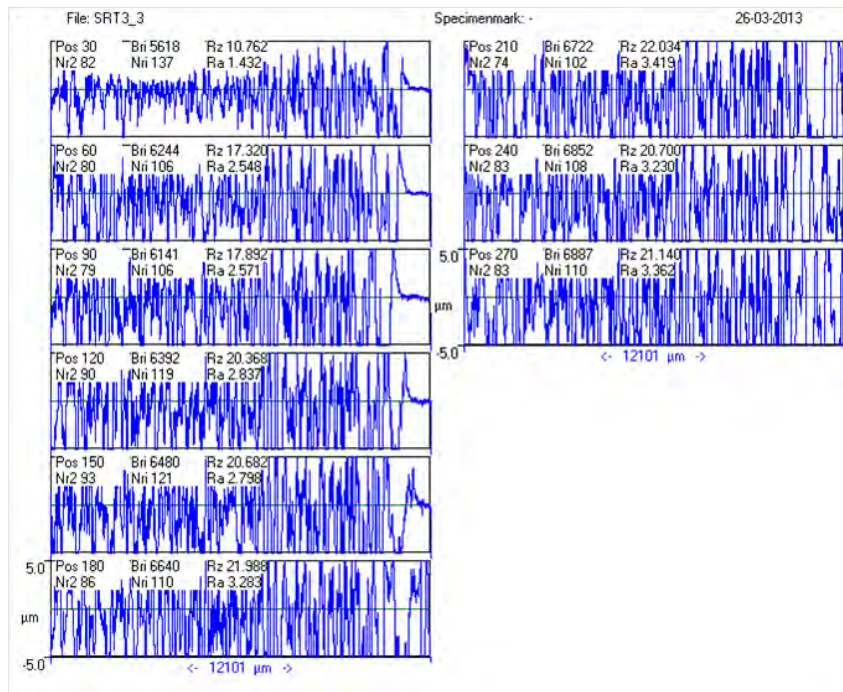 File: SRT3_3 Specimenmark: - 26-03-2013
Pos 30 Bri 5618 Rz 10.762
Nr2 82 Nri 137 Ra 1.432
Pos 60 Bri 6244 Rz 17.320
Nr2 80 Nri 106 Ra 2.548
Pos 90 Bri 6141 Rz 17.892
Nr2 79 Nri 106 Ra 2.571
Pos 120 Bri 6392 Rz 20.368
Nr2 90 Nri 119 Ra 2.837
Pos 150 Bri 6480 Rz 20.682
Nr2 93 Nri 121 Ra 2.798
5.0
Pos 180 Bri 6640 Rz 21.988
Nr2 86 Nri 110 Ra 3.283
µm
-5.0
<- 12101 µm ->
Pos 210 Bri 6722 Rz 22.034
Nr2 74 Nri 102 Ra 3.419
Pos 240 Bri 6852 Rz 20.700
Nr2 83 Nri 108 Ra 3.230
5.0
Pos 270 Bri 6887 Rz 21.140
Nr2 83 Nri 110 Ra 3.362
µm
-5.0
<- 12101 µm ->